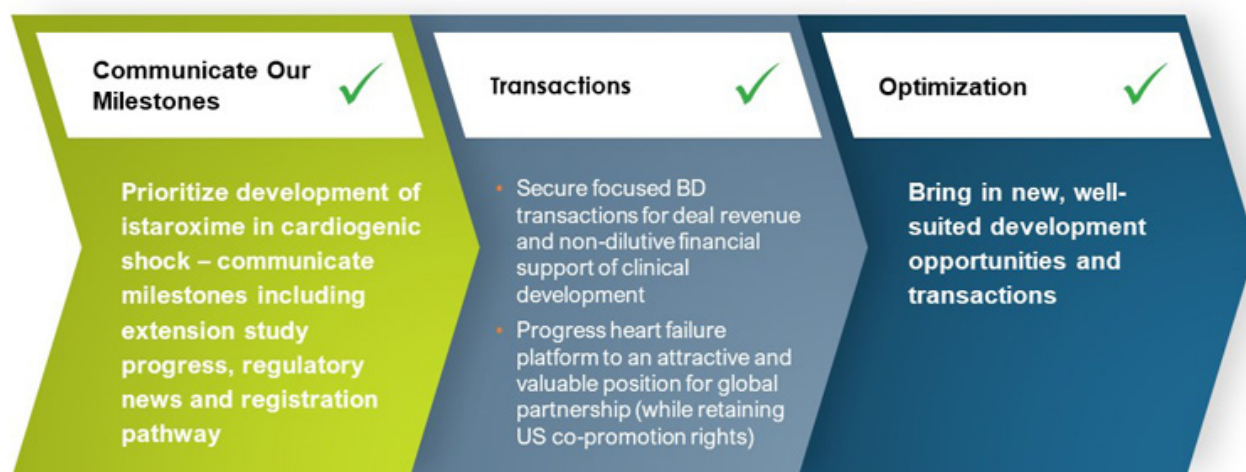 Communicate Our
Milestones
Prioritize development of
istaroxime in cardiogenic
shock – communicate
milestones including
extension study
progress, regulatory
news and registration
pathway
Transactions
• Secure focused BD
transactions for deal revenue
and non-dilutive financial
support of clinical
development
• Progress heart failure
platform to an attractive and
valuable position for global
partnership (while retaining
US co-promotion rights)
Optimization
Bring in new, well-
suited development
opportunities and
transactions